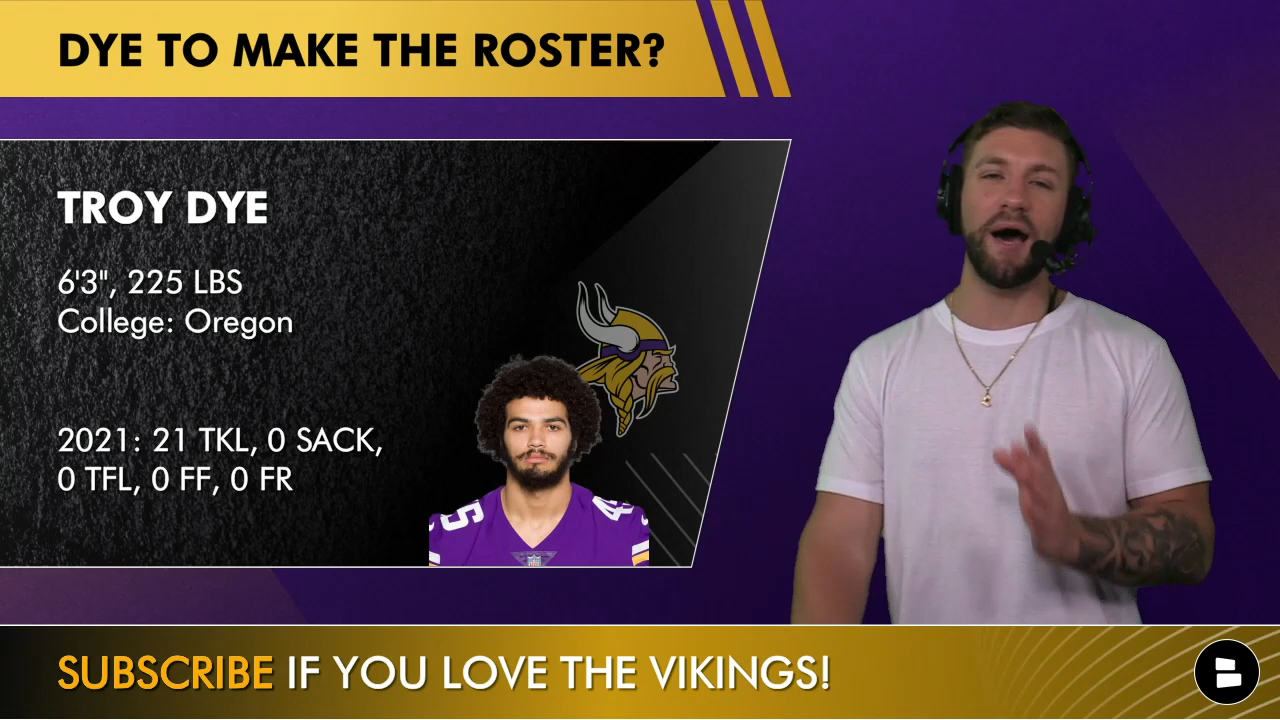 DYE TO MAKE THE ROSTER?
TROY DYE
6'3", 225 LBS
College: Oregon
2021: 21 TKL, 0 SACK,
0 TFL, 0 FF, 0 FR
SUBSCRIBE IF YOU LOVE THE VIKINGS!